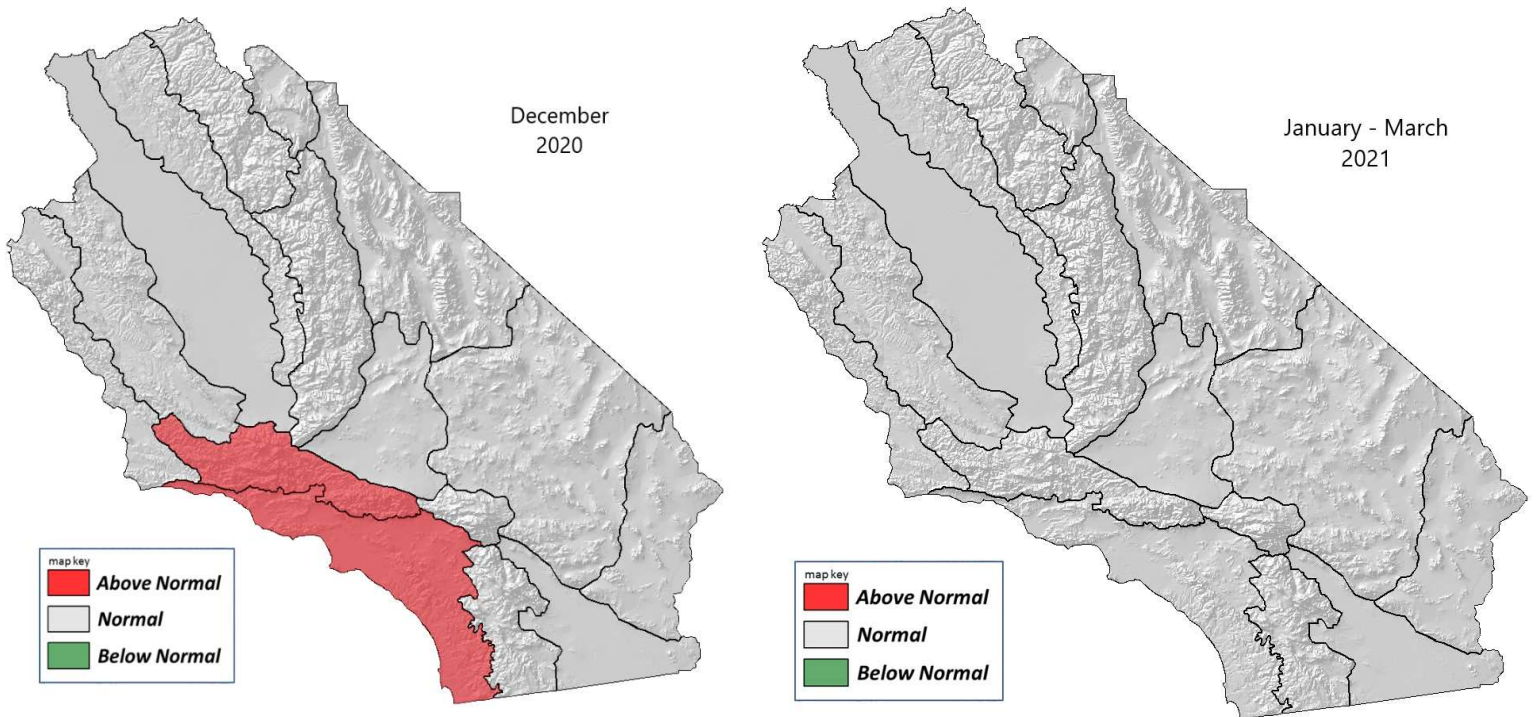 December
2020
map key
Above Normal
Normal
Below Normal
January - March
2021
map key
Above Normal
Normal
Below Normal